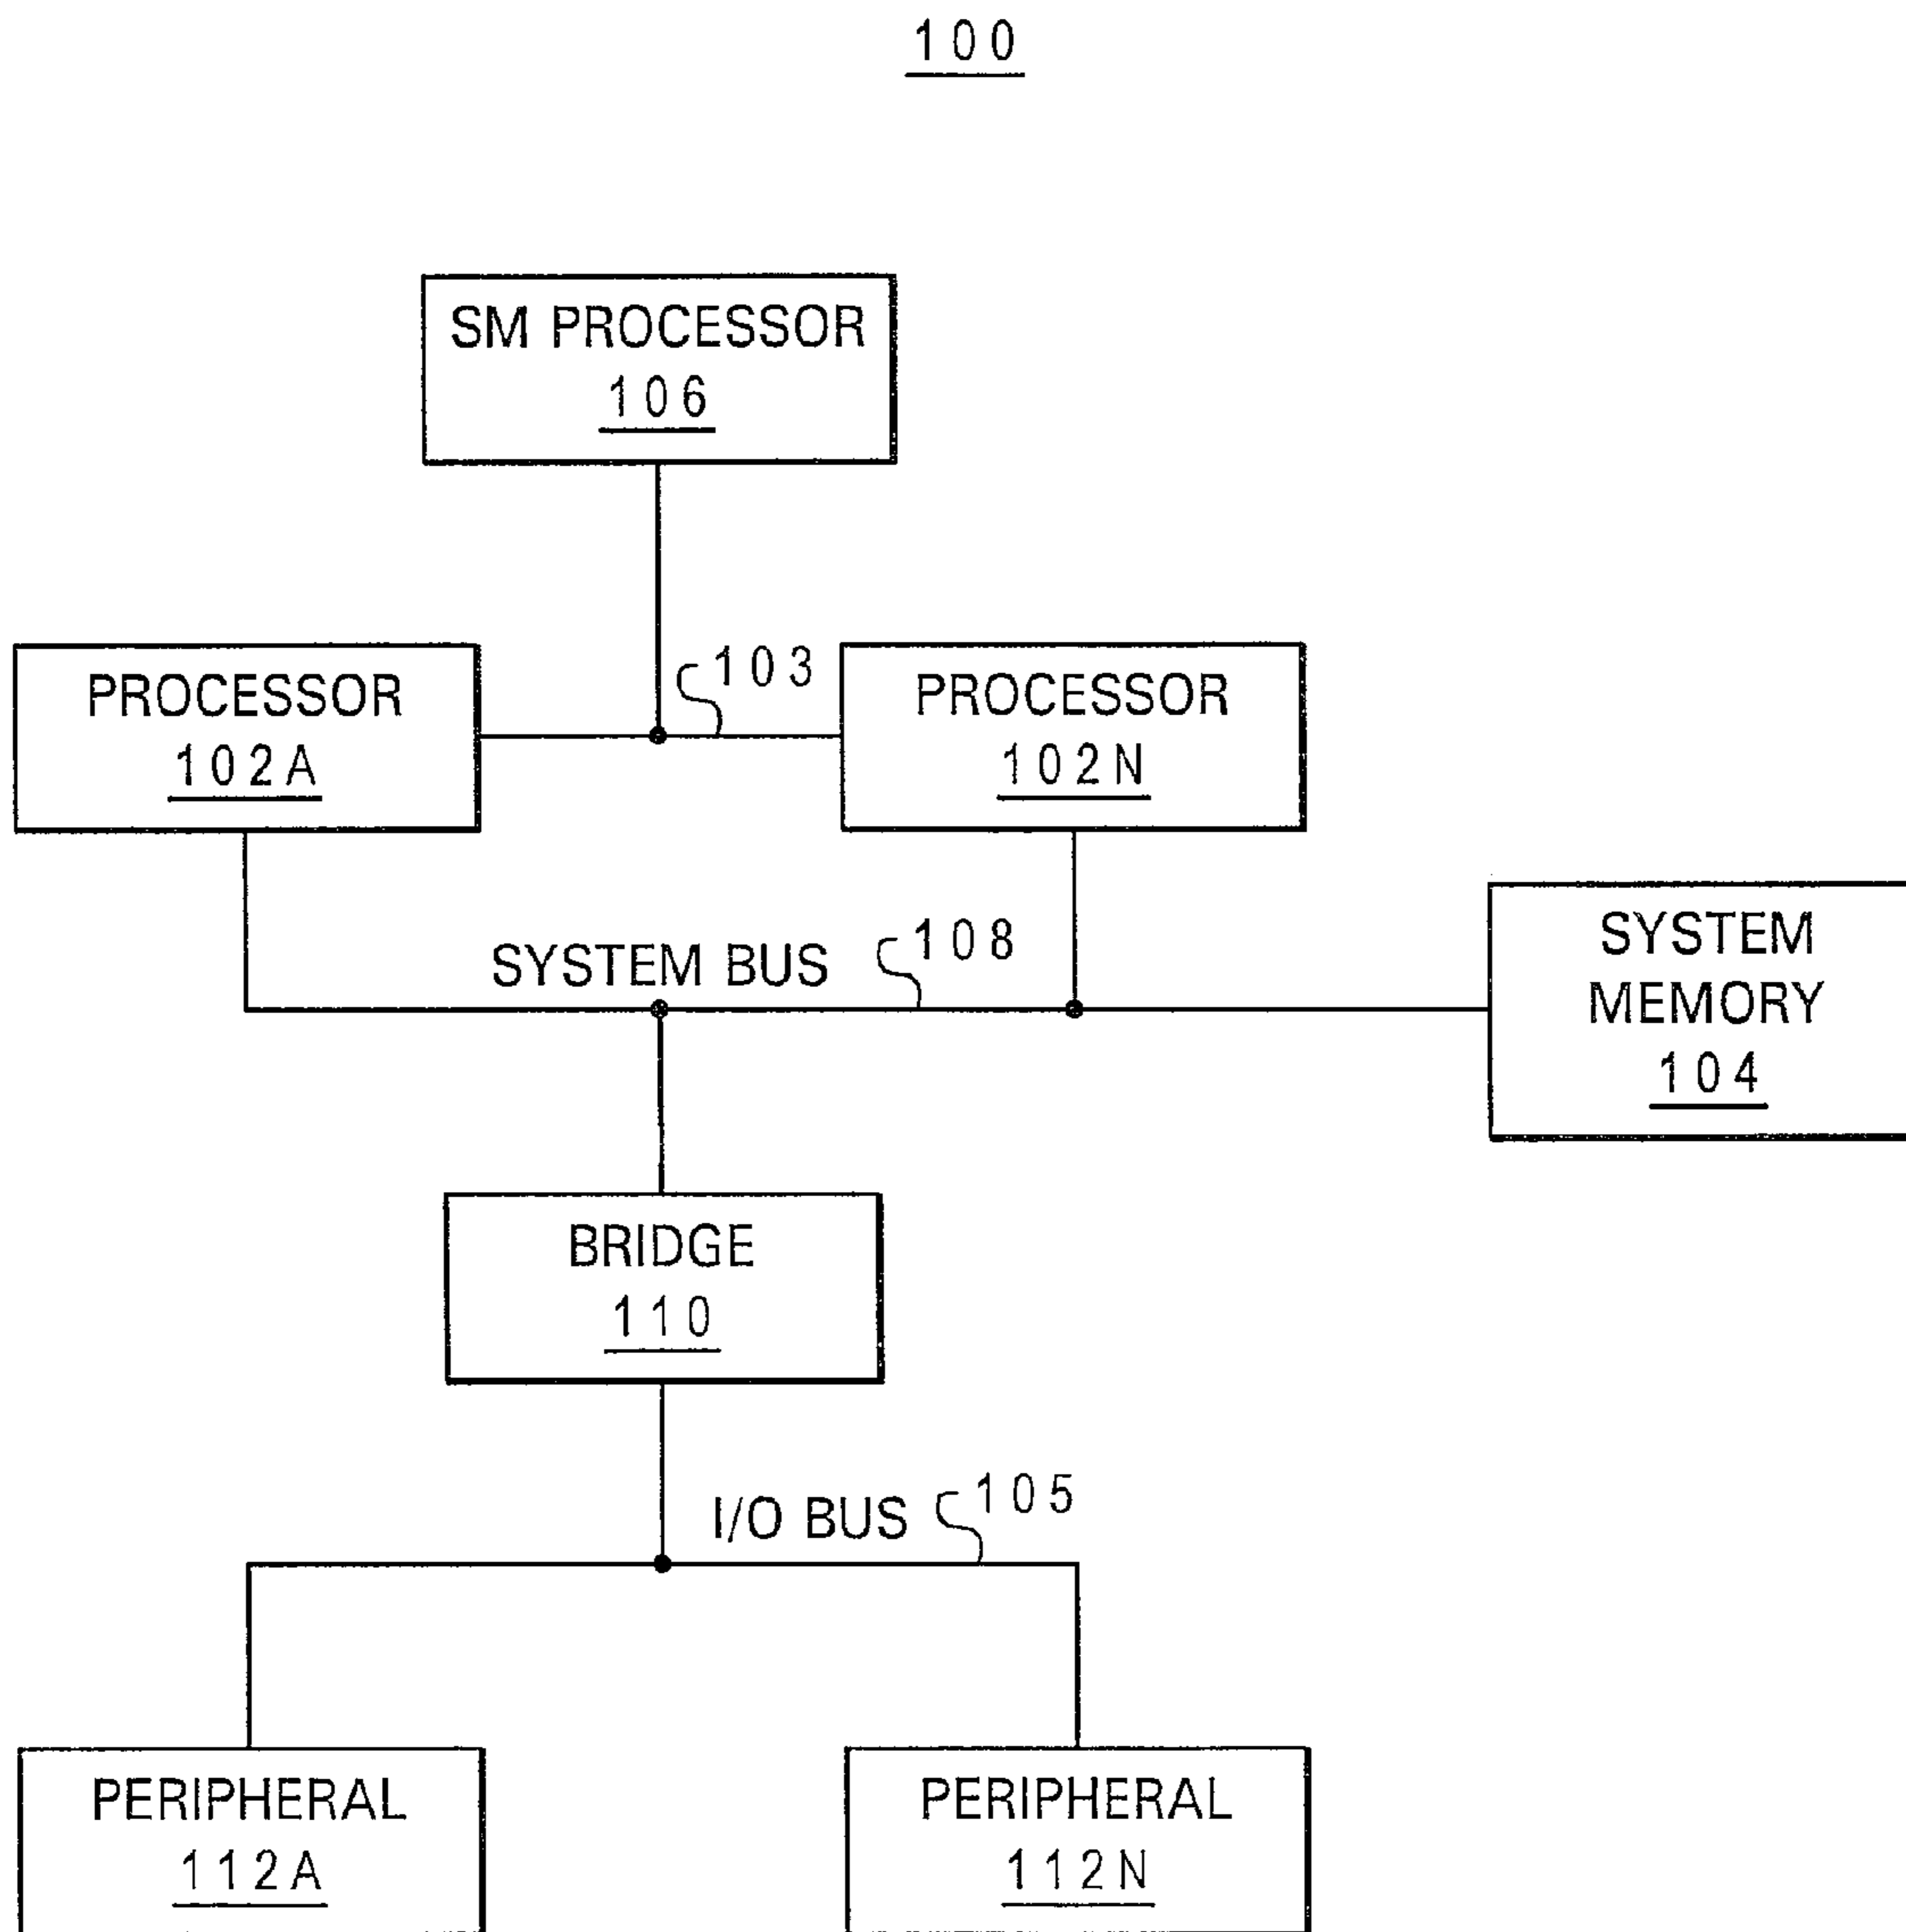 100
SM PROCESSOR
106
103
PROCESSOR
102A
PROCESSOR
102N
SYSTEM BUS
108
SYSTEM
MEMORY
104
BRIDGE
110
I/O BUS
105
PERIPHERAL
112A
PERIPHERAL
112N